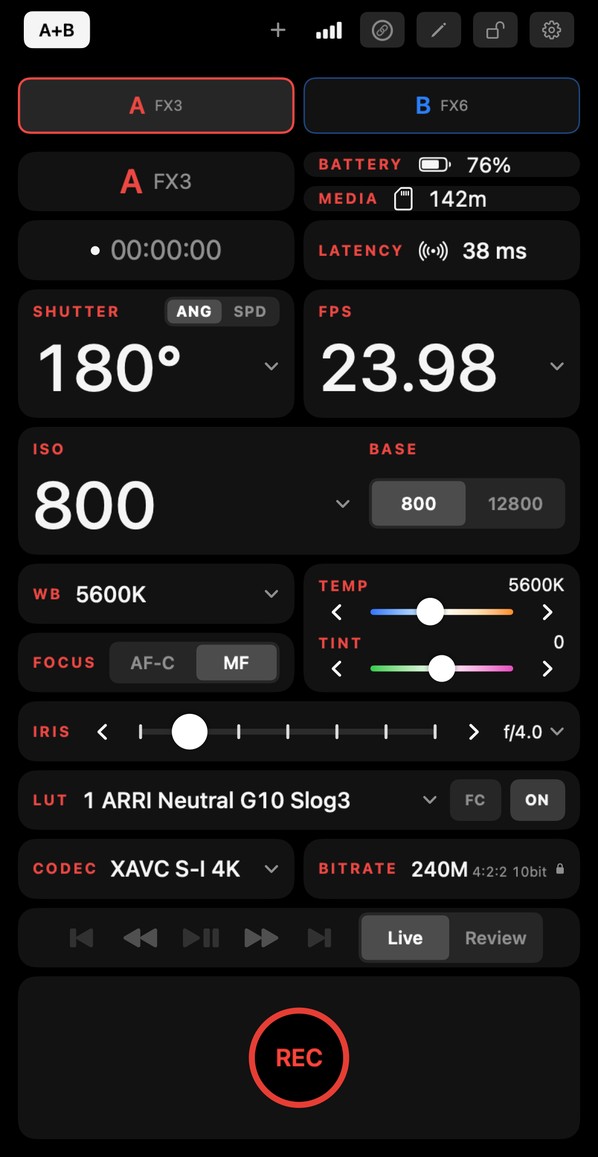 A+B
A FX3
B FX6
A FX3
BATTERY 76%
MEDIA 142m
00:00:00
LATENCY 38 ms
SHUTTER ANG SPD
180°
FPS
23.98
ISO
800
BASE
800 12800
WB 5600K
TEMP 5600K
TINT 0
FOCUS AF-C MF
IRIS f/4.0
LUT 1 ARRI Neutral G10 Slog3 FC ON
CODEC XAVC S-I 4K
BITRATE 240M 4:2:2 10bit
Live Review
REC